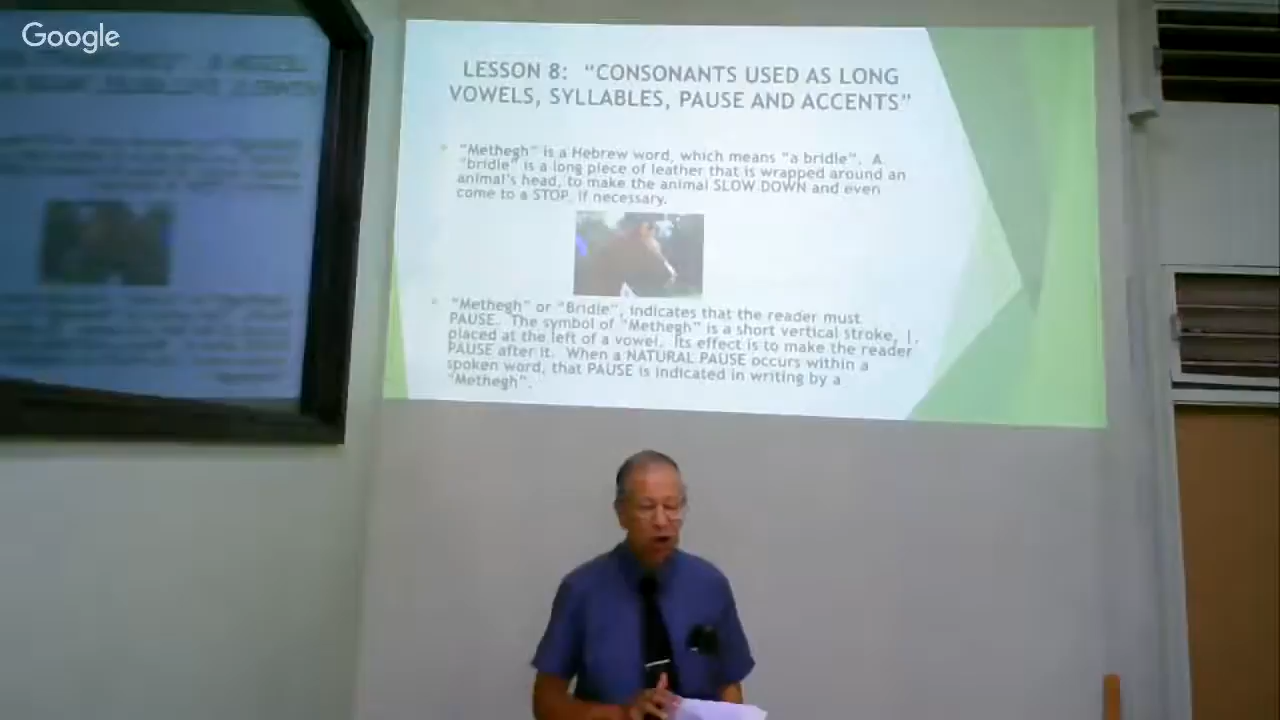 Google
LESSON 8: “CONSONANTS USED AS LONG
VOWELS, SYLLABLES, PAUSE AND ACCENTS”
“Methegh” is a Hebrew word, which means “a bridle”. A
“bridle” is a long piece of leather that is wrapped around an
animal’s head, to make the animal SLOW DOWN and even
come to a STOP, if necessary.
“Methegh” or “Bridle”, indicates that the reader must
PAUSE. The symbol of “Methegh” is a short vertical stroke, |,
placed at the left of a vowel. Its effect is to make the reader
PAUSE after it. When a NATURAL PAUSE occurs within a
spoken word, that PAUSE is indicated in writing by a
“Methegh”.